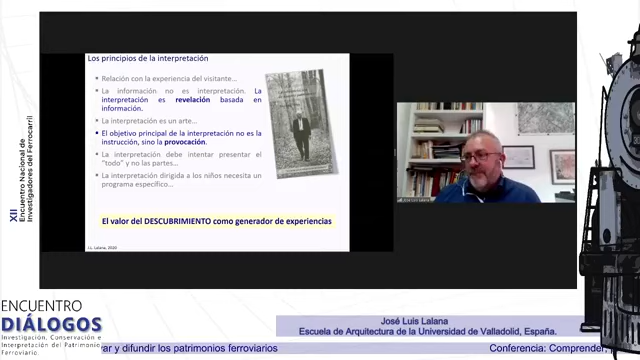 Los principios de la interpretación
Relación con la experiencia del visitante…
La información no es interpretación. La
interpretación es revelación basada en
información.
La interpretación es un arte…
El objetivo principal de la interpretación no es la
instrucción, sino la provocación.
La interpretación debe intentar presentar el
"todo" y no las partes…
La interpretación dirigida a los niños necesita un
programa específico…
El valor del DESCUBRIMIENTO como generador de experiencias
J.L. Lalana, 2020
José Luis Lalana
XII
Encuentro Nacional de
Investigadores del Ferrocarril
ENCUENTRO
DIÁLOGOS
Investigación, Conservación e
Interpretación del Patrimonio
Ferroviario.
José Luis Lalana
Escuela de Arquitectura de la Universidad de Valladolid, España.
var y difundir los patrimonios ferroviarios
Conferencia: Comprender,